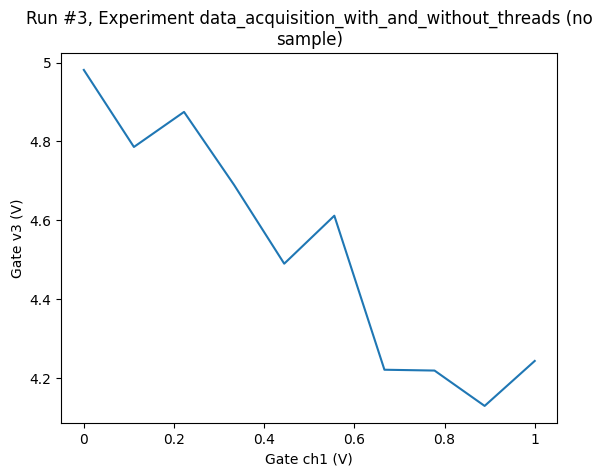 Run #3, Experiment data_acquisition_with_and_without_threads (no
sample)
5
4.8
4.6
4.4
4.2
Gate v3 (V)
0
0.2
0.4
0.6
0.8
1
Gate ch1 (V)